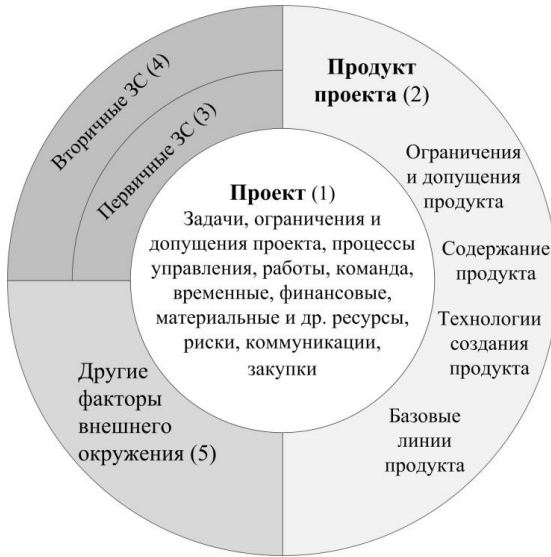 Вторичные ЗС (4)
Первичные ЗС (3)
Продукт
проекта (2)
Ограничения
и допущения
продукта
Содержание
продукта
Технологии
создания
продукта
Базовые
линии
продукта
Проект (1)
Задачи, ограничения и
допущения проекта, процессы
управления, работы, команда,
временные, финансовые,
материальные и др. ресурсы,
риски, коммуникации,
закупки
Другие
факторы
внешнего
окружения (5)